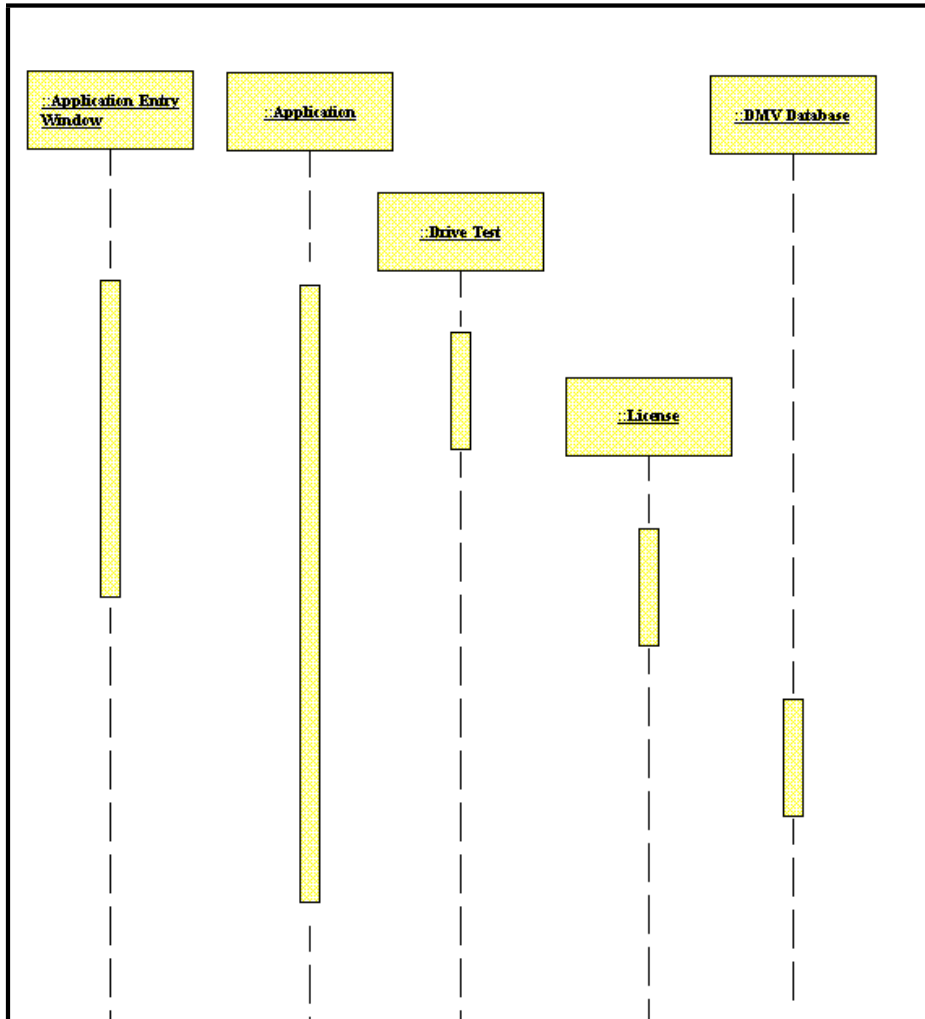 ::Application Entry
Window
::Application
::DMV Database
::Drive Test
::License